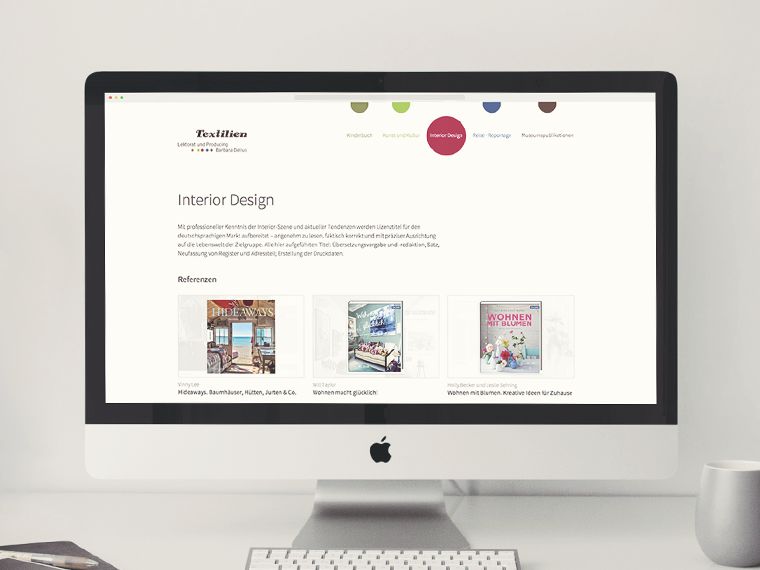 Textilien
Lektorat und Producing
Barbara Delius
Kinderbuch
Kunst und Kultur
Interior Design
Reise · Reportage
Museumspublikationen
Interior Design
Mit professioneller Kenntnis der Interior-Szene und aktueller Tendenzen werden Lizenztitel für den
deutschsprachigen Markt aufbereitet – angenehm zu lesen, faktisch korrekt und mit präziser Ausrichtung
auf die Lebenswelt der Zielgruppe. Alle hier aufgeführten Titel: Übersetzungsvergabe und -redaktion, Satz,
Neufassung von Register und Adressteil, Erstellung der Druckdaten.
Referenzen
HIDEAWAYS
Wohnen macht glücklich!
WOHNEN
MIT BLUMEN
Vinny Lee
Hideaways. Baumhäuser, Hütten, Jurten & Co.
Wohnen macht glücklich!
Holly Becker und Leslie Shewring
Wohnen mit Blumen. Kreative Ideen für Zuhause